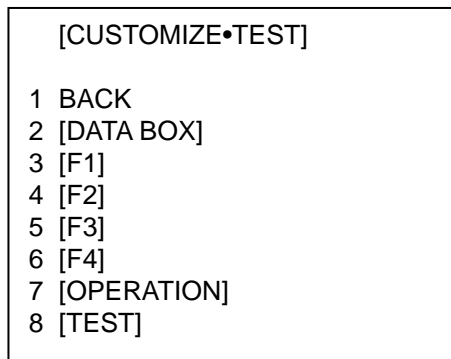 [CUSTOMIZE•TEST]
1 BACK
2 [DATA BOX]
3 [F1]
4 [F2]
5 [F3]
6 [F4]
7 [OPERATION]
8 [TEST]